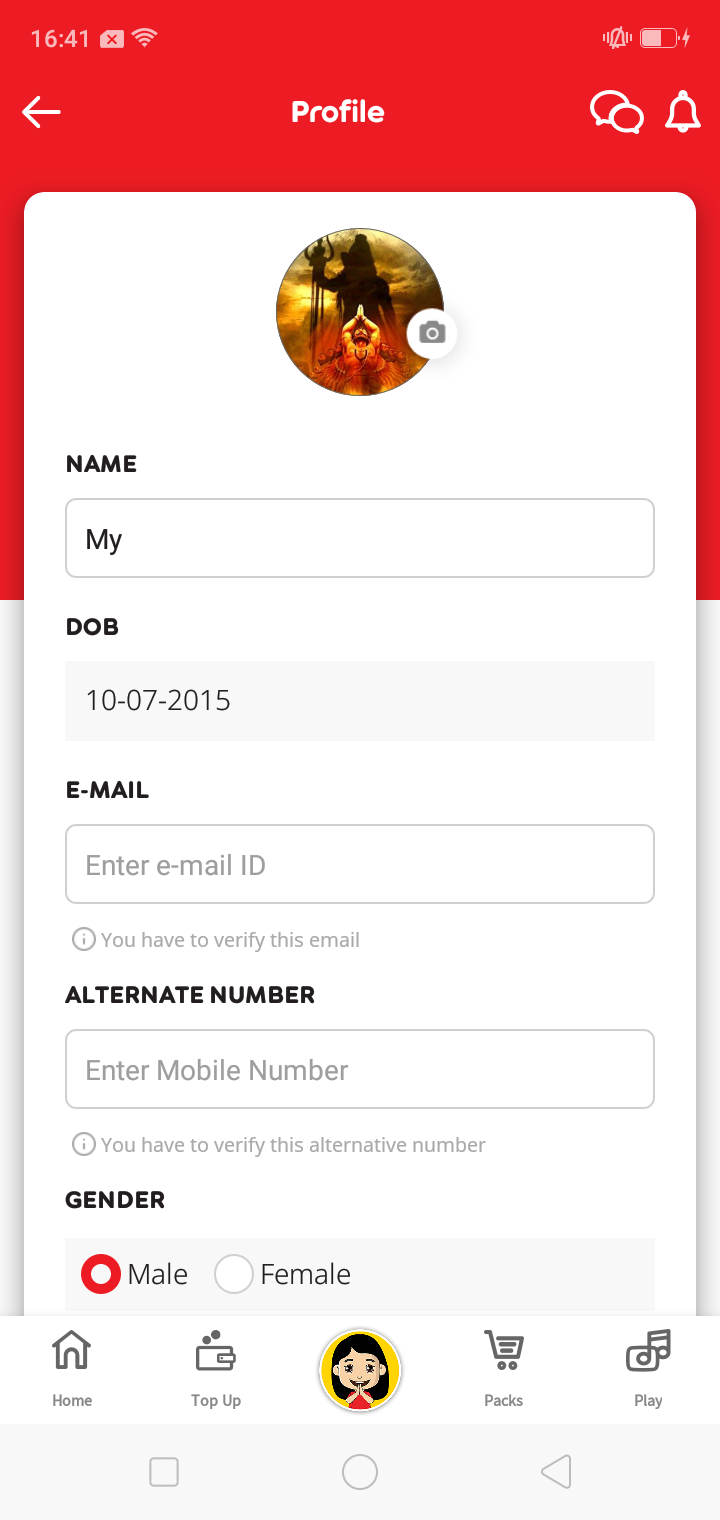 16:41
Profile
NAME
My
DOB
10-07-2015
E-MAIL
Enter e-mail ID
You have to verify this email
ALTERNATE NUMBER
Enter Mobile Number
You have to verify this alternative number
GENDER
Male Female
Home Top Up Packs Play